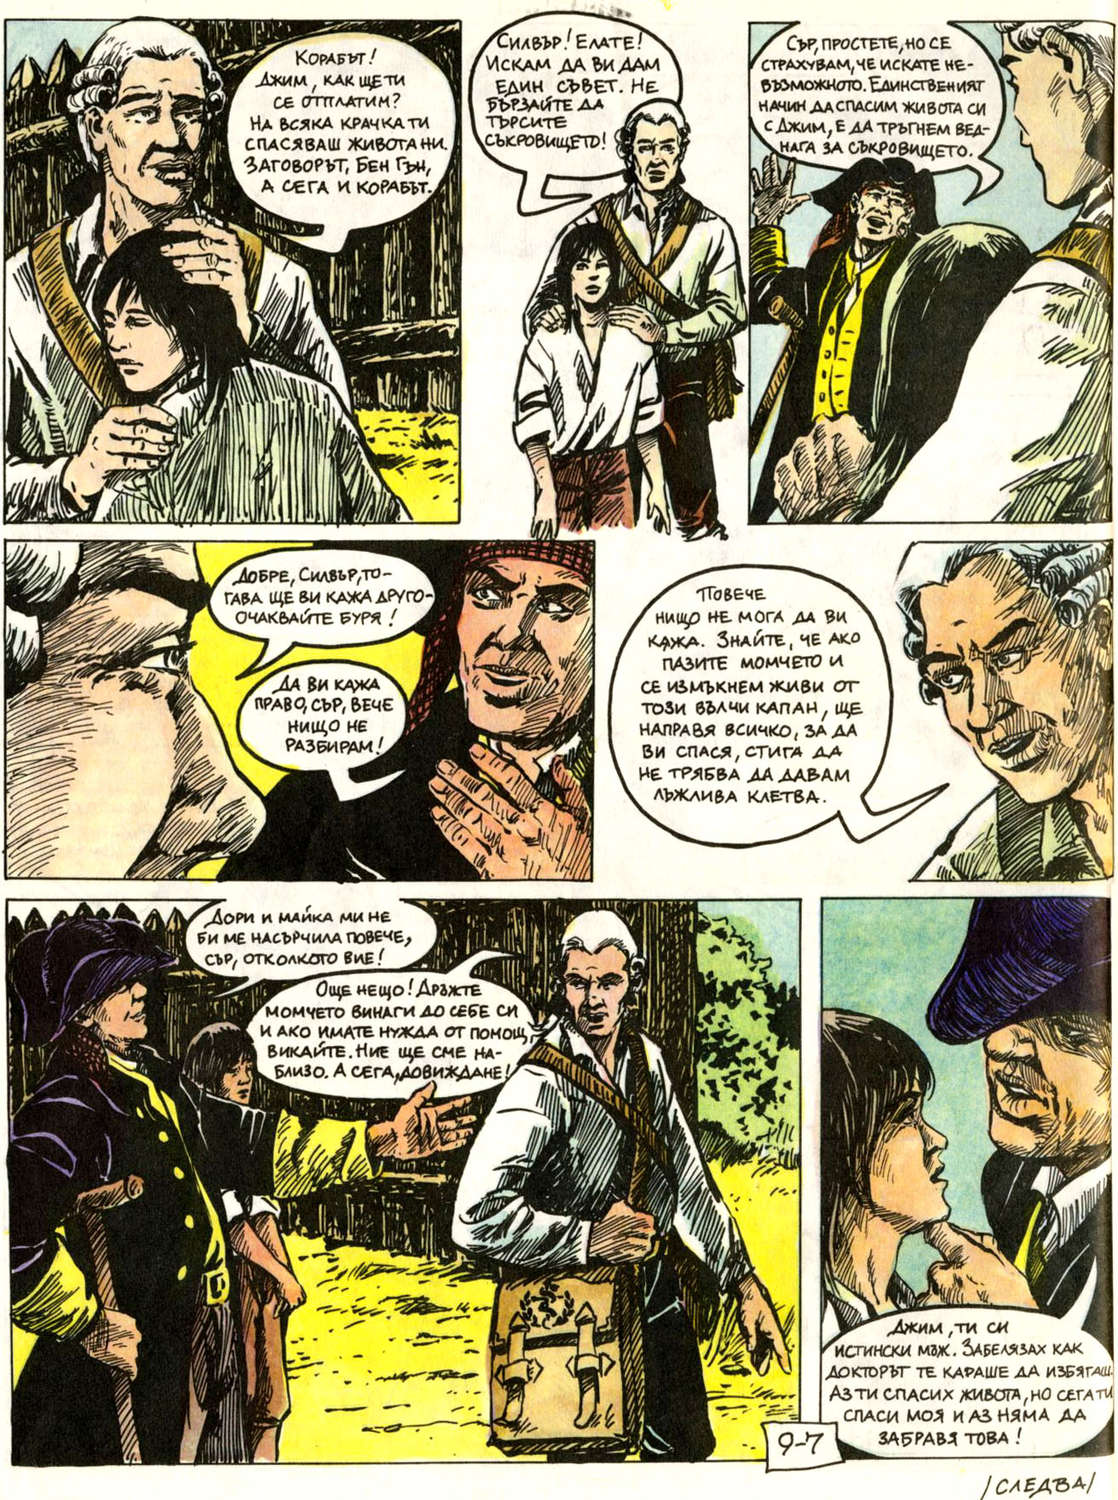 КОРАБЪТ!
ДЖИМ, КАК ЩЕ ТИ
СЕ ОТПЛАТИМ?
НА ВСЯКА КРАЧКА ТИ
СПАСЯВАШ ЖИВОТА НИ.
ЗАГОВОРЪТ, БЕН ГЪН,
А СЕГА И КОРАБЪТ.
СИЛВЪР! ЕЛАТЕ!
ИСКАМ ДА ВИ ДАМ
ЕДИН СЪВЕТ. НЕ
БЪРЗАЙТЕ ДА
ТЪРСИТЕ
СЪКРОВИЩЕТО!
СЪР, ПРОСТЕТЕ, НО СЕ
СТРАХУВАМ, ЧЕ ИСКАТЕ НЕ-
ВЪЗМОЖНОТО. ЕДИНСТВЕНИЯТ
НАЧИН ДА СПАСИМ ЖИВОТА СИ
С ДЖИМ, Е ДА ТРЪГНЕМ ВЕД-
НАГА ЗА СЪКРОВИЩЕТО.
ДОБРЕ, СИЛВЪР, ТО-
ГАВА ЩЕ ВИ КАЖА ДРУГО-
ОЧАКВАЙТЕ БУРЯ!
ДА ВИ КАЖА
ПРАВО, СЪР, ВЕЧЕ
НИЩО НЕ
РАЗБИРАМ!
ПОВЕЧЕ
НИЩО НЕ МОГА ДА ВИ
КАЖА. ЗНАЙТЕ, ЧЕ АКО
ПАЗИТЕ МОМЧЕТО И
СЕ ИЗМЪКНЕМ ЖИВИ ОТ
ТОЗИ ВЪЛЧИ КАПАН, ЩЕ
НАПРАВЯ ВСИЧКО, ЗА ДА
ВИ СПАСЯ, СТИГА ДА
НЕ ТРЯБВА ДА ДАВАМ
ЛЪЖЛИВА КЛЕТВА.
ДОРИ И МАЙКА МИ НЕ
БИ МЕ НАСЪРЧИЛА ПОВЕЧЕ,
СЪР, ОТКОЛКОТО ВИЕ!
ОЩЕ НЕЩО! ДРЪЖТЕ
МОМЧЕТО ВИНАГИ ДО СЕБЕ СИ
И АКО ИМАТЕ НУЖДА ОТ ПОМОЩ,
ВИКАЙТЕ. НИЕ ЩЕ СМЕ НА-
БЛИЗО. А СЕГА, ДОВИЖДАНЕ!
ДЖИМ, ТИ СИ
ИСТИНСКИ МЪЖ. ЗАБЕЛЯЗАХ КАК
ДОКТОРЪТ ТЕ КАРАШЕ ДА ИЗБЯГАШ.
АЗ ТИ СПАСИХ ЖИВОТА, НО СЕГА ТИ
СПАСИ МОЯ И АЗ НЯМА ДА
ЗАБРАВЯ ТОВА!
9-7
/СЛЕДВА/